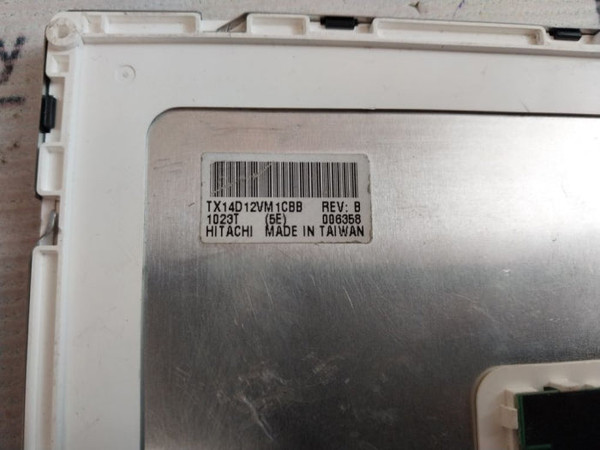 TX14D12VM1CBB REV: B
1023T (5E) 006358
HITACHI MADE IN TAIWAN